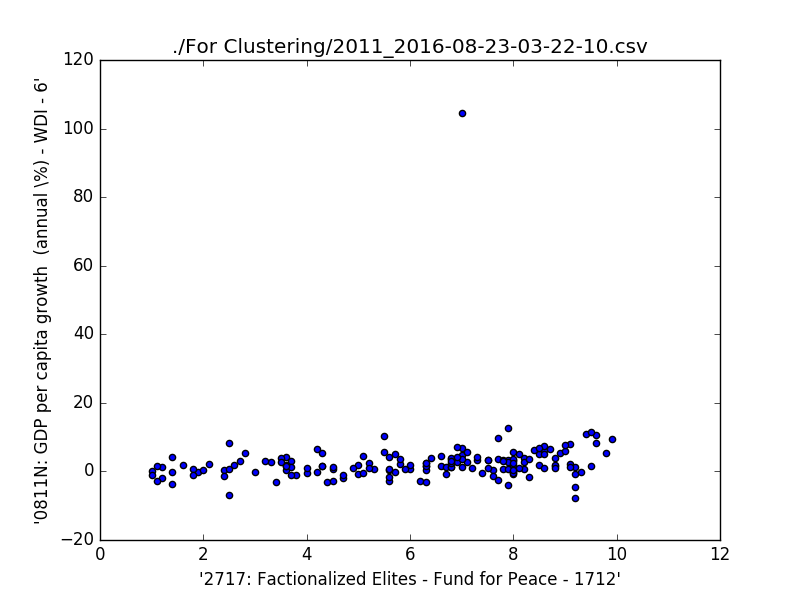 ./For Clustering/2011_2016-08-23-03-22-10.csv
120
100
80
60
40
20
0
−20
'0811N: GDP per capita growth  (annual \%) - WDI - 6'
0 2 4 6 8 10 12
'2717: Factionalized Elites - Fund for Peace - 1712'